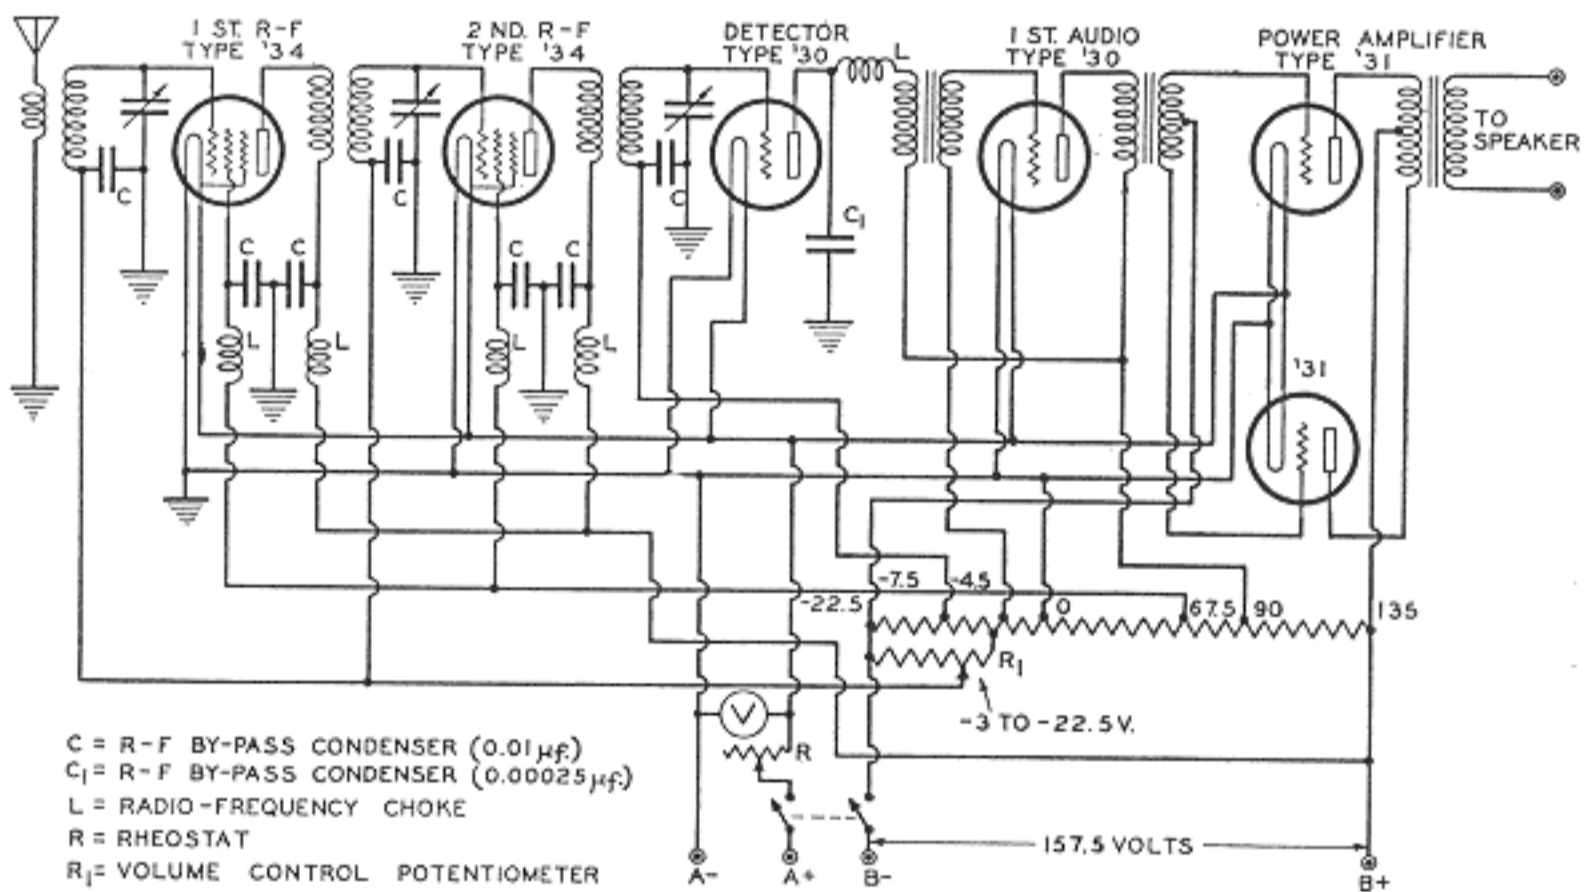 1 ST. R-F
TYPE '34
2 ND. R-F
TYPE '34
DETECTOR
TYPE '30
L
1 ST. AUDIO
TYPE '30
POWER AMPLIFIER
TYPE '31
TO
SPEAKER
C
C
C
C1
C C
C C
L L
L L
'31
-7.5 -4.5
-22.5 0 67.5 90 135
R1
-3 TO -22.5 V.
V
R
C = R-F BY-PASS CONDENSER (0.01 µf.)
C1 = R-F BY-PASS CONDENSER (0.00025 µf.)
L = RADIO-FREQUENCY CHOKE
R = RHEOSTAT
R1 = VOLUME CONTROL POTENTIOMETER
157.5 VOLTS
A- A+ B- B+